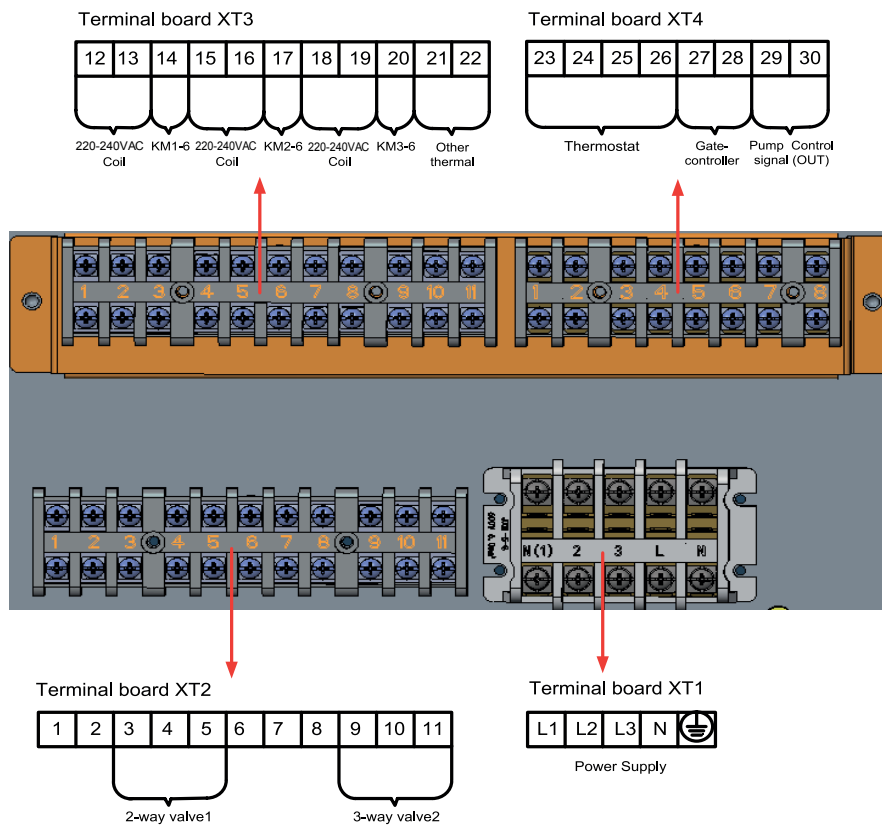 Terminal board XT3
12 13 14 15 16 17 18 19 20 21 22
220-240VAC Coil
KM1-6
220-240VAC Coil
KM2-6
220-240VAC Coil
KM3-6
Other thermal
Terminal board XT4
23 24 25 26 27 28 29 30
Thermostat
Gate-controller
Pump signal
Control (OUT)
1 2 3 4 5 6 7 8 9 10 11
1 2 3 4 5 6 7 8
1 2 3 4 5 6 7 8 9 10 11
N(1) 2 3 L N
Terminal board XT2
1 2 3 4 5 6 7 8 9 10 11
2-way valve1
3-way valve2
Terminal board XT1
L1 L2 L3 N
Power Supply